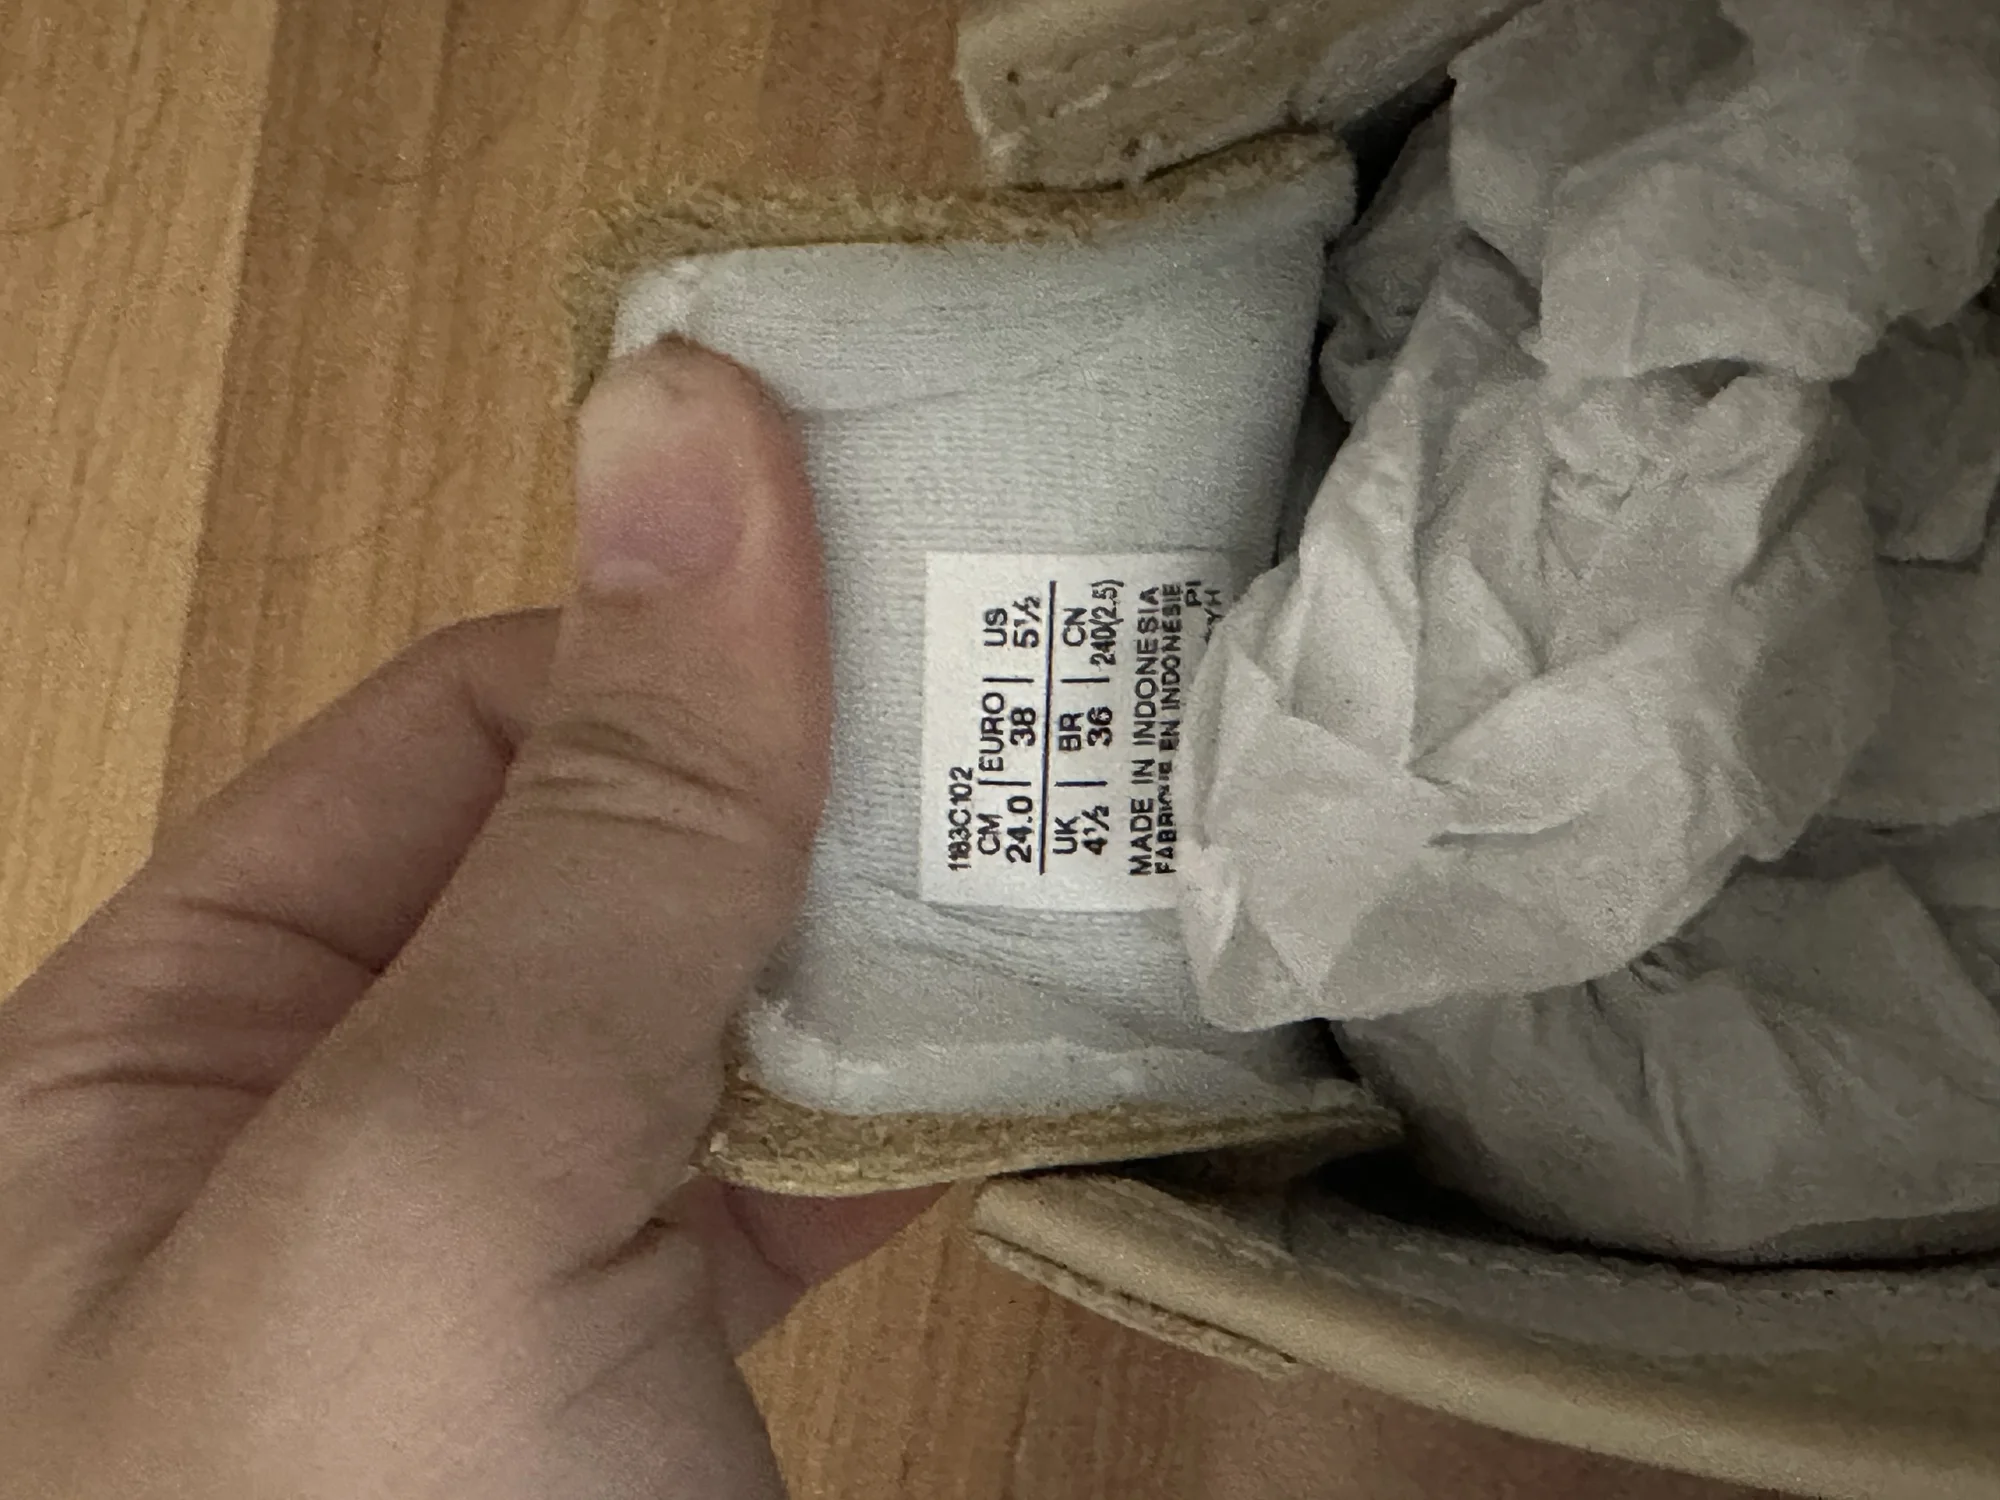 1183C102
CM | EURO | US
24.0 | 38 | 5½
UK | BR | CN
4½ | 36 | 240(2.5)
MADE IN INDONESIA
FABRIQUE EN INDONESIE
PI